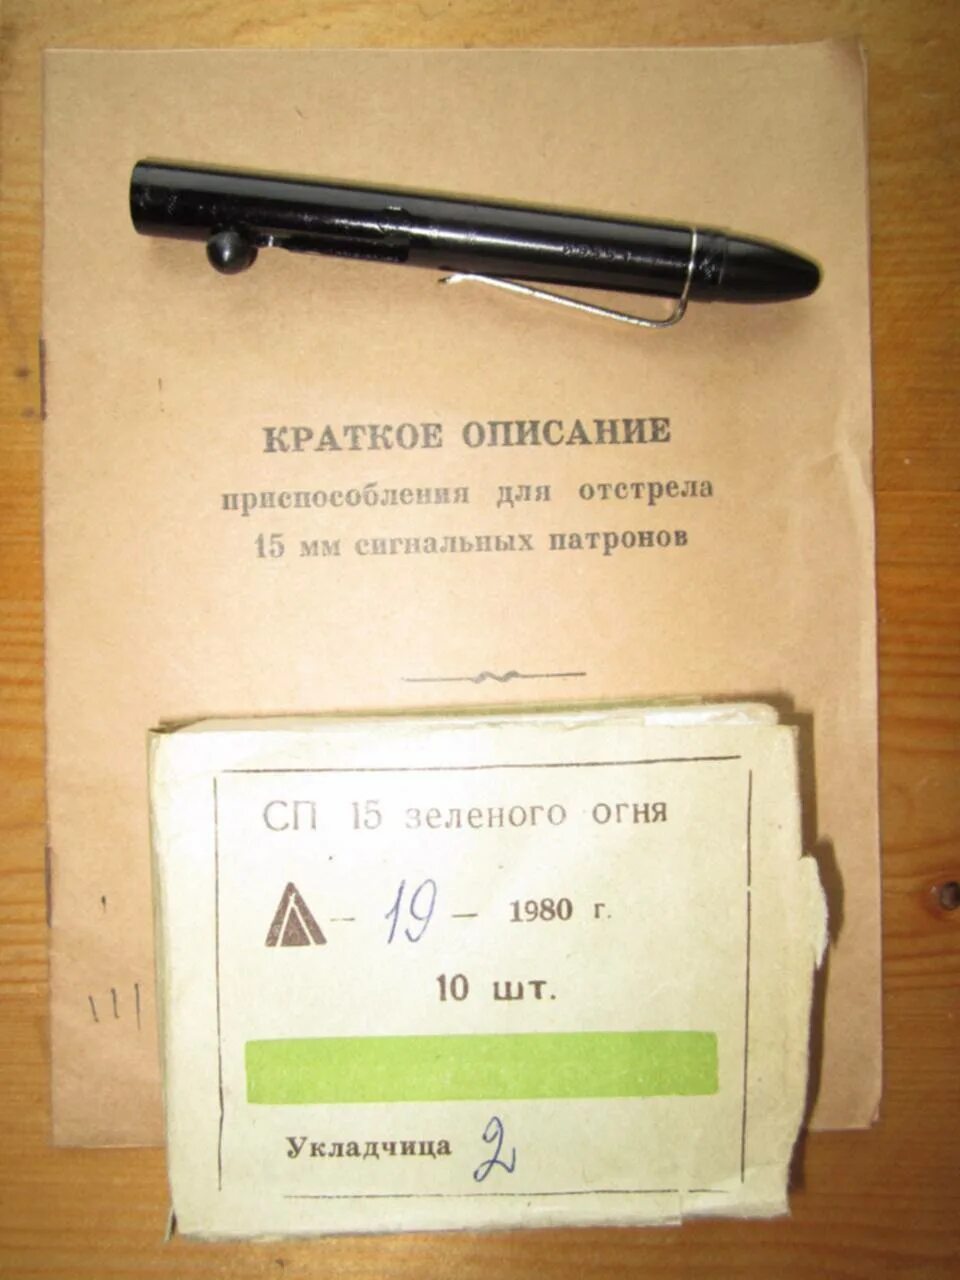 КРАТКОЕ ОПИСАНИЕ
приспособления для отстрела
15 мм сигнальных патронов
СП 15 зеленого огня
– 19 – 1980 г.
10 шт.
Укладчица 2